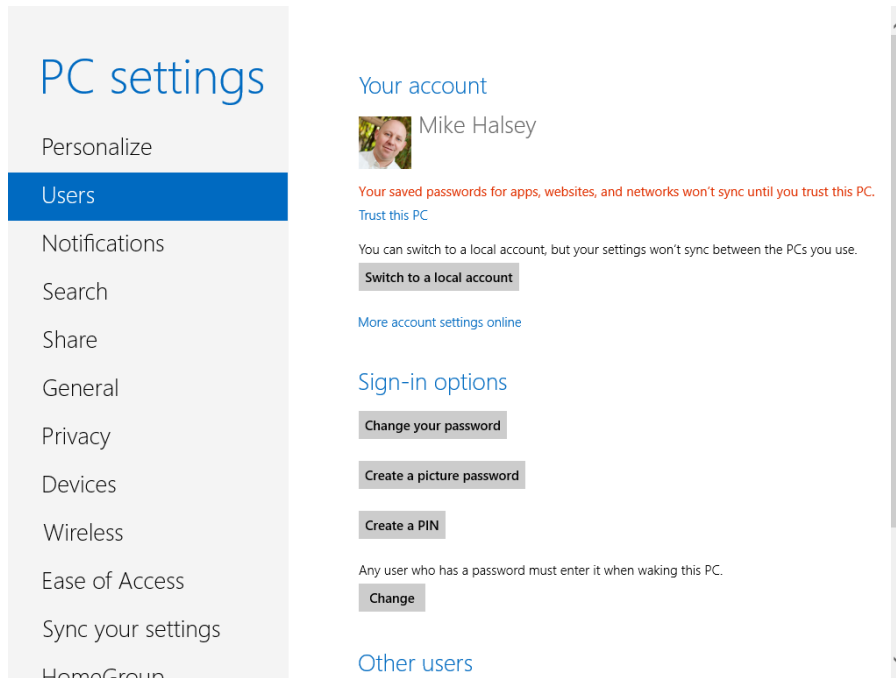 PC settings
Personalize
Users
Notifications
Search
Share
General
Privacy
Devices
Wireless
Ease of Access
Sync your settings
HomeGroup
Your account
Mike Halsey
Your saved passwords for apps, websites, and networks won't sync until you trust this PC.
Trust this PC
You can switch to a local account, but your settings won't sync between the PCs you use.
Switch to a local account
More account settings online
Sign-in options
Change your password
Create a picture password
Create a PIN
Any user who has a password must enter it when waking this PC.
Change
Other users